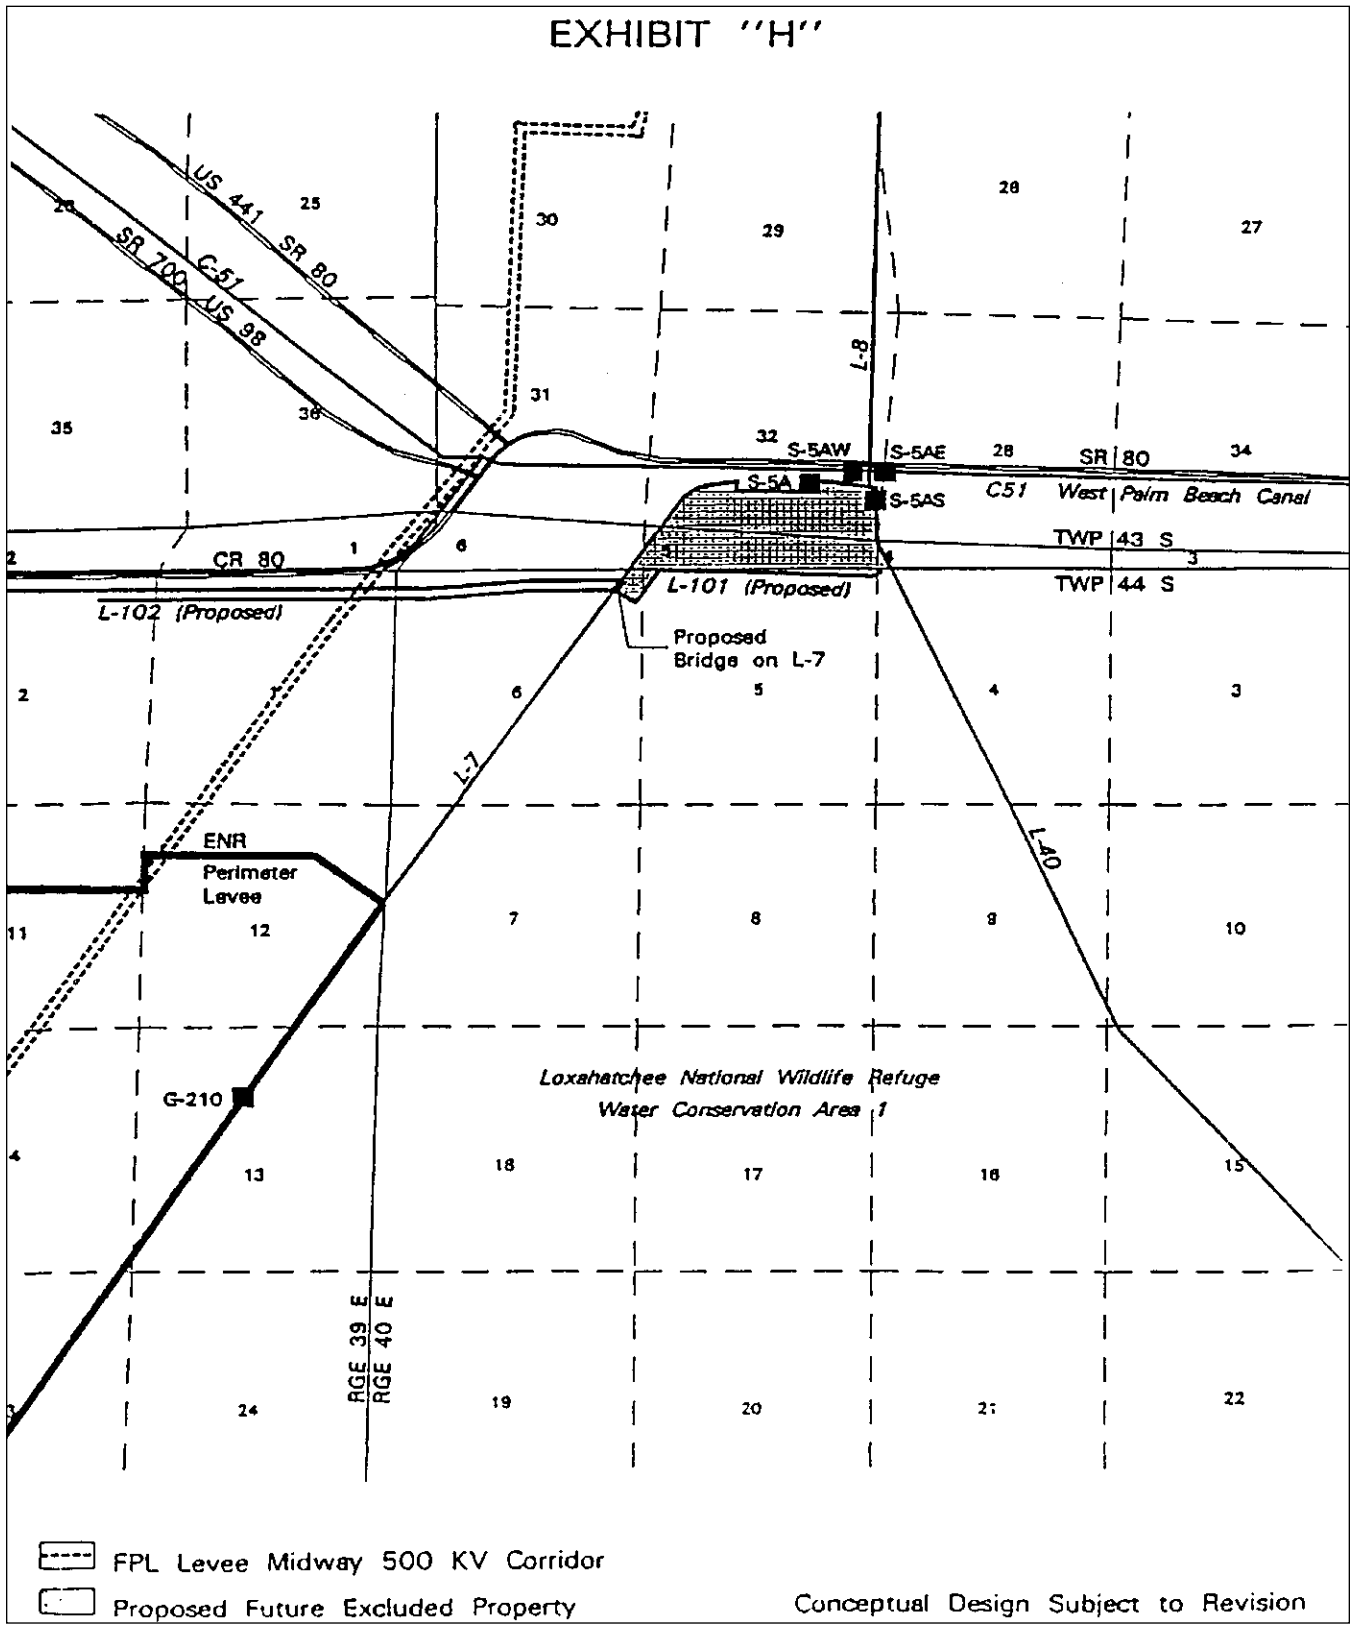 EXHIBIT "H"
US 441
SR 80
25
26
30
29
28
27
SR 700
C-51
US 98
L-8
31
36
35
32
S-5AW
S-5AE
28
SR 80
34
S-5A
S-5AS
C51 West Palm Beach Canal
TWP 43 S
2
CR 80
1
6
5
4
3
L-102 (Proposed)
L-101 (Proposed)
TWP 44 S
Proposed
Bridge on L-7
2
1
6
5
4
3
L-7
ENR
Perimeter
Levee
L-40
11
12
7
8
9
10
Loxahatchee National Wildlife Refuge
Water Conservation Area 1
G-210
4
13
18
17
16
15
RGE 39 E
RGE 40 E
3
24
19
20
21
22
FPL Levee Midway 500 KV Corridor
Proposed Future Excluded Property
Conceptual Design Subject to Revision